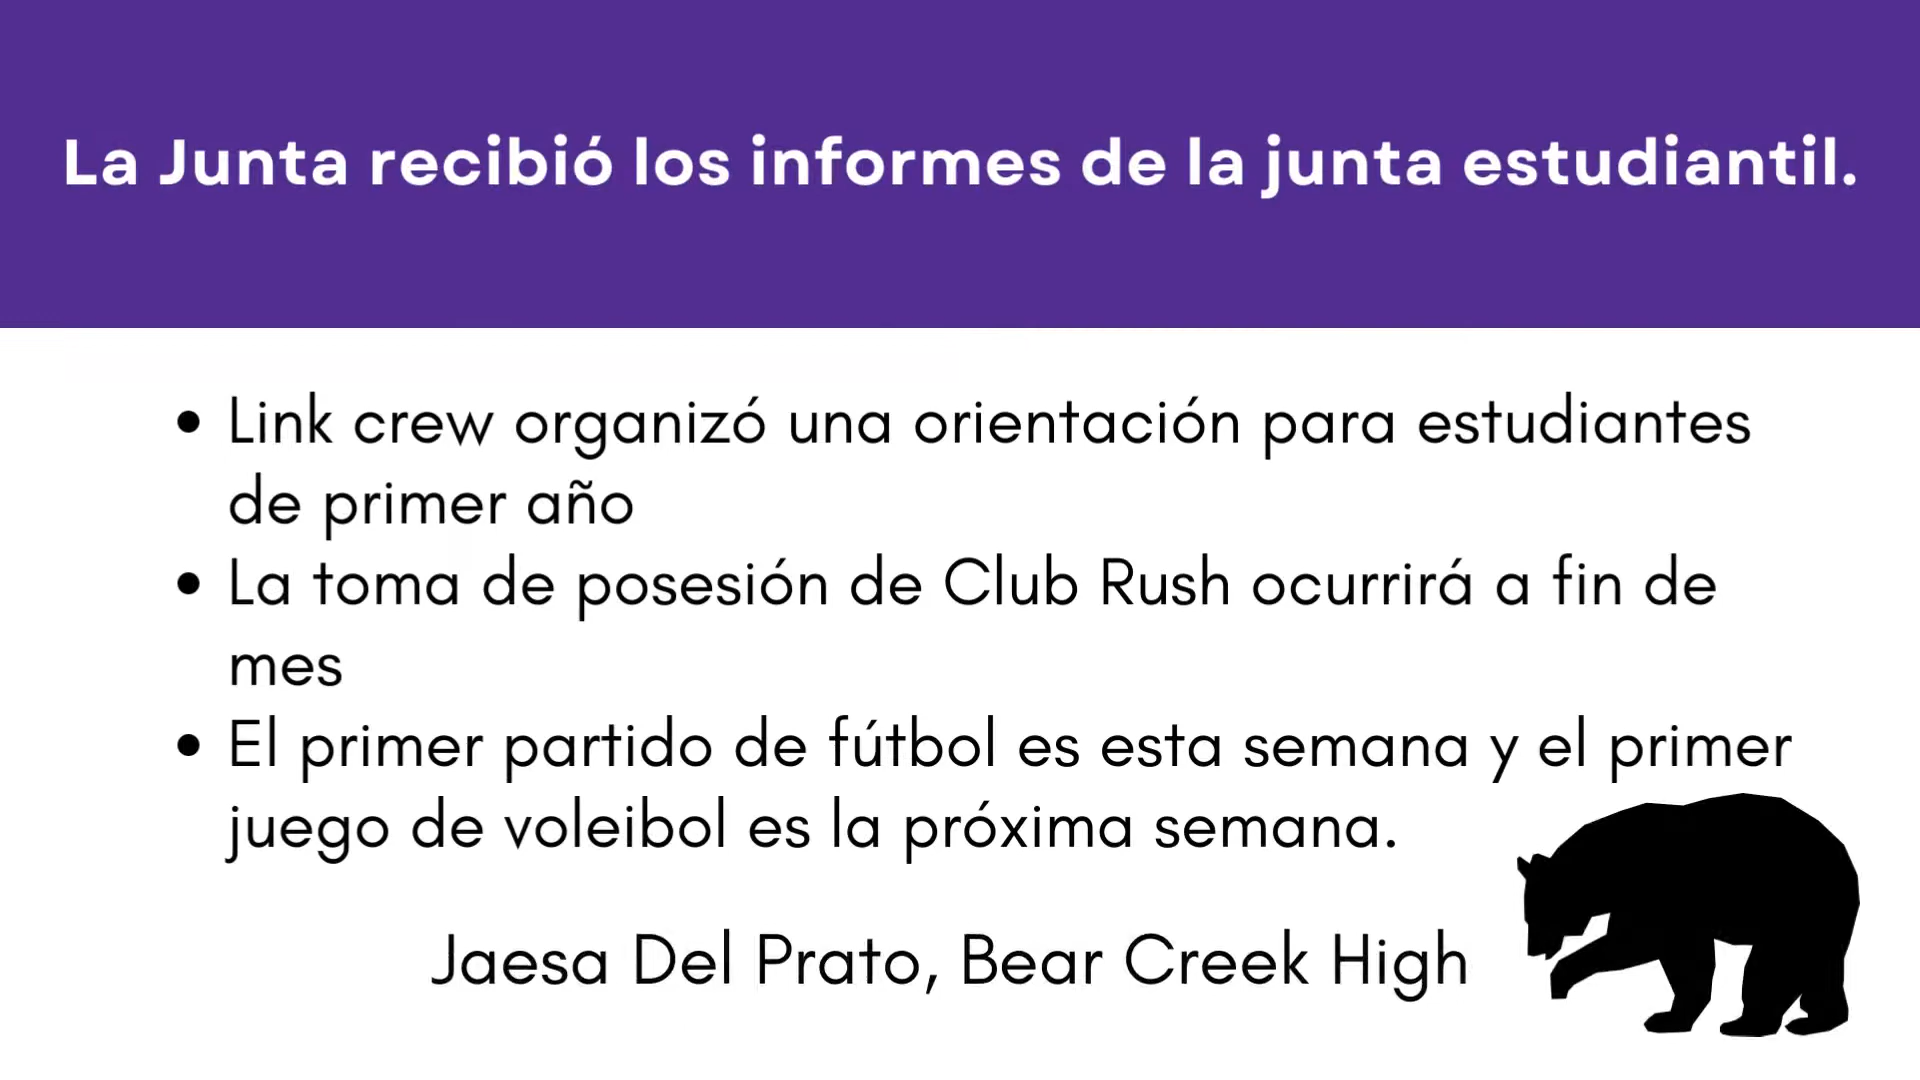 La Junta recibió los informes de la junta estudiantil.
• Link crew organizó una orientación para estudiantes
de primer año
• La toma de posesión de Club Rush ocurrirá a fin de
mes
• El primer partido de fútbol es esta semana y el primer
juego de voleibol es la próxima semana.
Jaesa Del Prato, Bear Creek High